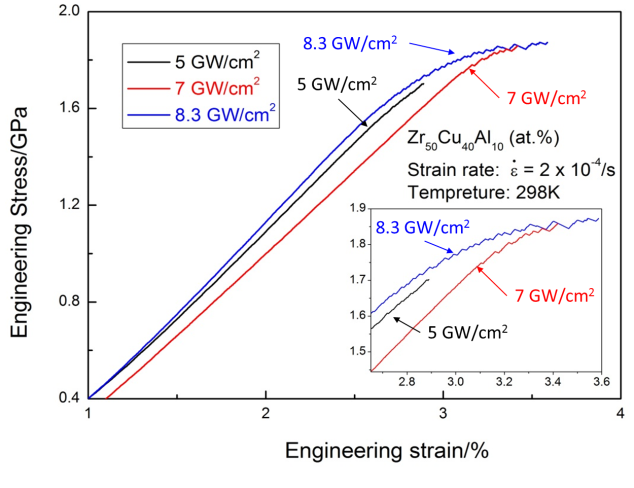 2.0
1.6
1.2
0.8
0.4
1
2
3
4
Engineering Stress/GPa
Engineering strain/%
5 GW/cm²
7 GW/cm²
8.3 GW/cm²
8.3 GW/cm²
5 GW/cm²
7 GW/cm²
Zr₅₀Cu₄₀Al₁₀ (at.%)
Strain rate: ε̇ = 2 x 10⁻⁴/s
Tempreture: 298K
1.9
1.8
1.7
1.6
1.5
2.8
3.0
3.2
3.4
3.6
8.3 GW/cm²
7 GW/cm²
5 GW/cm²